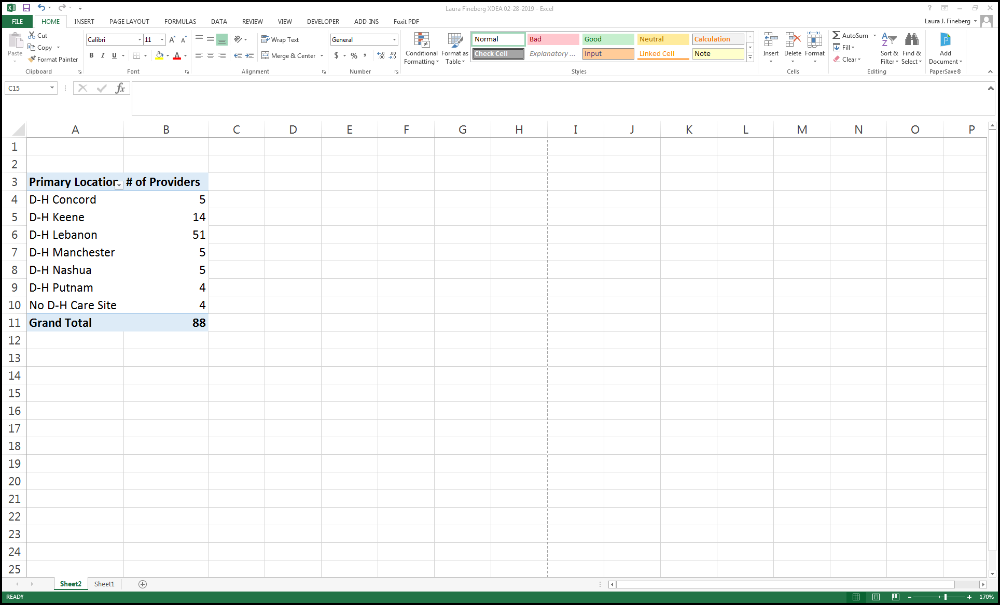 Laura Fineberg XDEA 02-28-2019 - Excel
FILE HOME INSERT PAGE LAYOUT FORMULAS DATA REVIEW VIEW DEVELOPER ADD-INS Foxit PDF Laura J. Fineberg
Paste
Cut
Copy
Format Painter
Clipboard
Calibri 11
B I U
Font
Wrap Text
Merge & Center
Alignment
General
$ % ,
Number
Conditional Formatting
Format as Table
Normal Bad Good Neutral Calculation
Check Cell Explanatory ... Input Linked Cell Note
Styles
Insert Delete Format
Cells
AutoSum
Fill
Clear
Sort & Filter
Find & Select
Editing
Add Document
PaperSave®
C15 fx
A B C D E F G H I J K L M N O P
1
2
3 Primary Location # of Providers
4 D-H Concord 5
5 D-H Keene 14
6 D-H Lebanon 51
7 D-H Manchester 5
8 D-H Nashua 5
9 D-H Putnam 4
10 No D-H Care Site 4
11 Grand Total 88
12
13
14
15
16
17
18
19
20
21
22
23
24
25
Sheet2 Sheet1
READY 170%